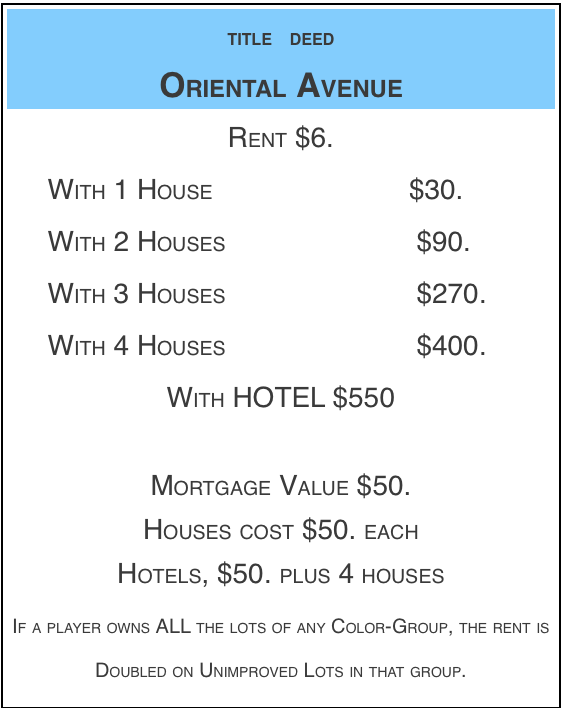 TITLE DEED
ORIENTAL AVENUE
RENT $6.
WITH 1 HOUSE $30.
WITH 2 HOUSES $90.
WITH 3 HOUSES $270.
WITH 4 HOUSES $400.
WITH HOTEL $550
MORTGAGE VALUE $50.
HOUSES COST $50. EACH
HOTELS, $50. PLUS 4 HOUSES
IF A PLAYER OWNS ALL THE LOTS OF ANY COLOR-GROUP, THE RENT IS
DOUBLED ON UNIMPROVED LOTS IN THAT GROUP.